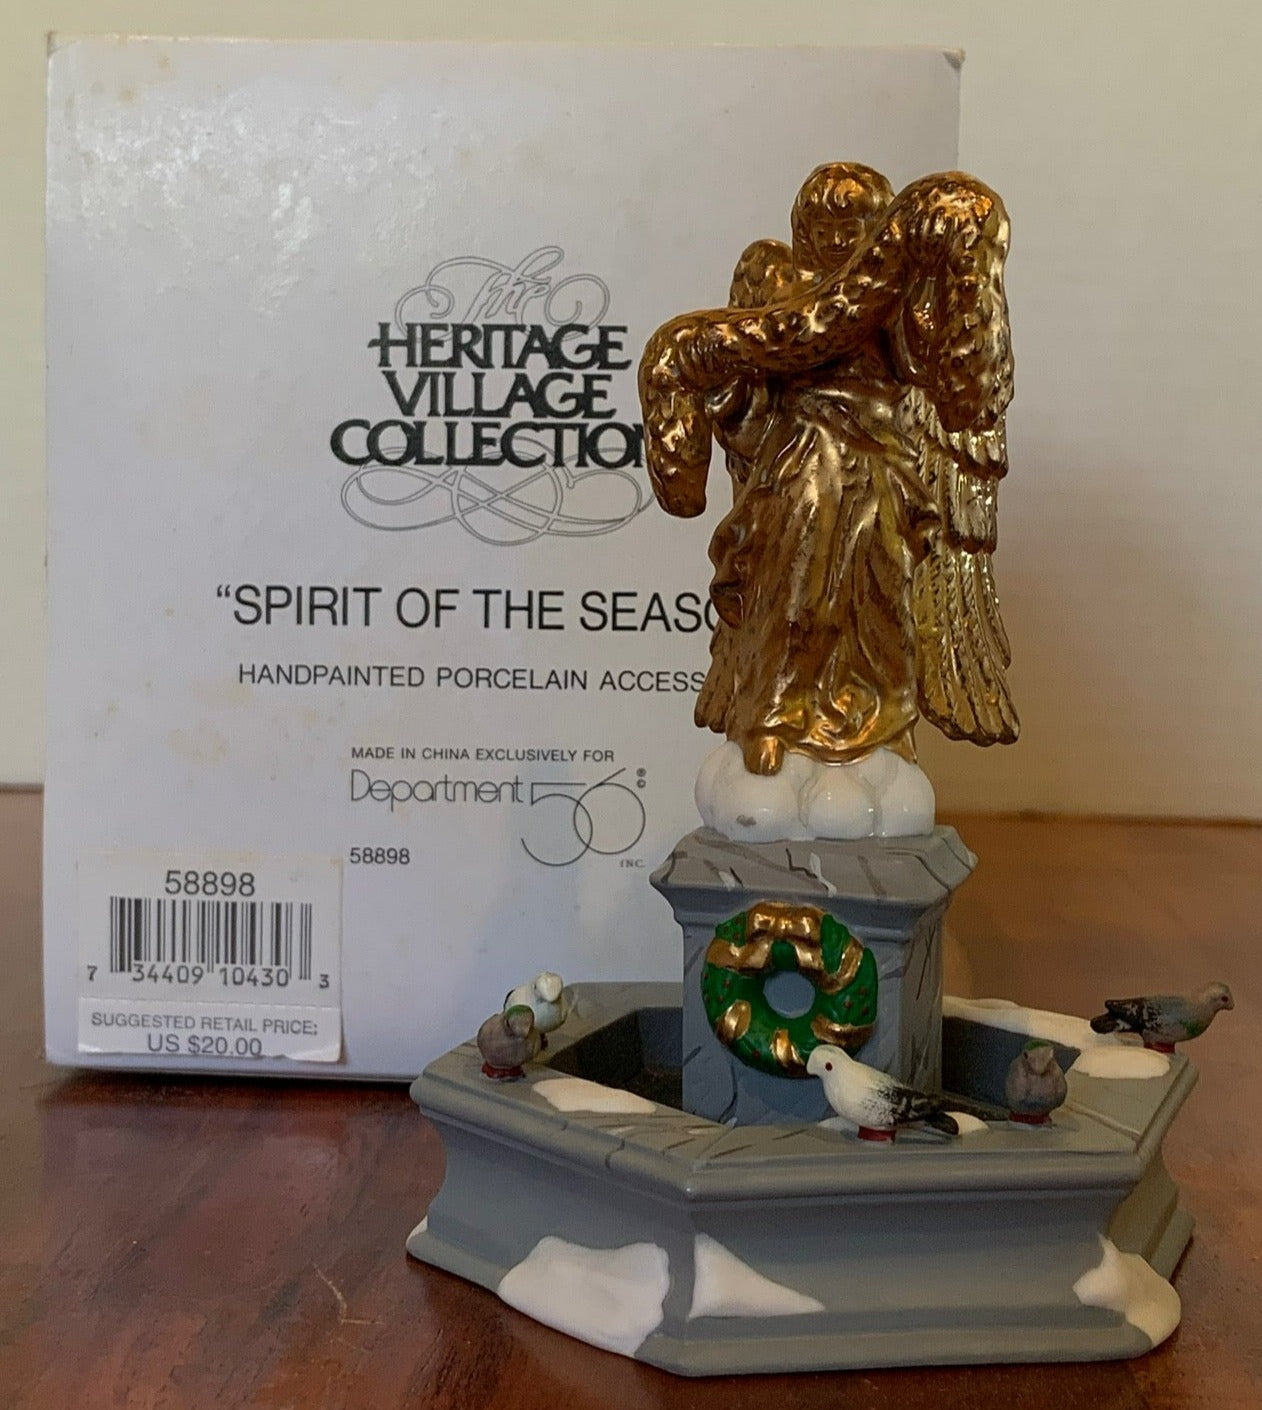 The
HERITAGE
VILLAGE
COLLECTION
"SPIRIT OF THE SEASO
HANDPAINTED PORCELAIN ACCESS
MADE IN CHINA EXCLUSIVELY FOR
Department 56®©
INC.
58898
58898
7 34409 10430 3
SUGGESTED RETAIL PRICE:
US $20.00